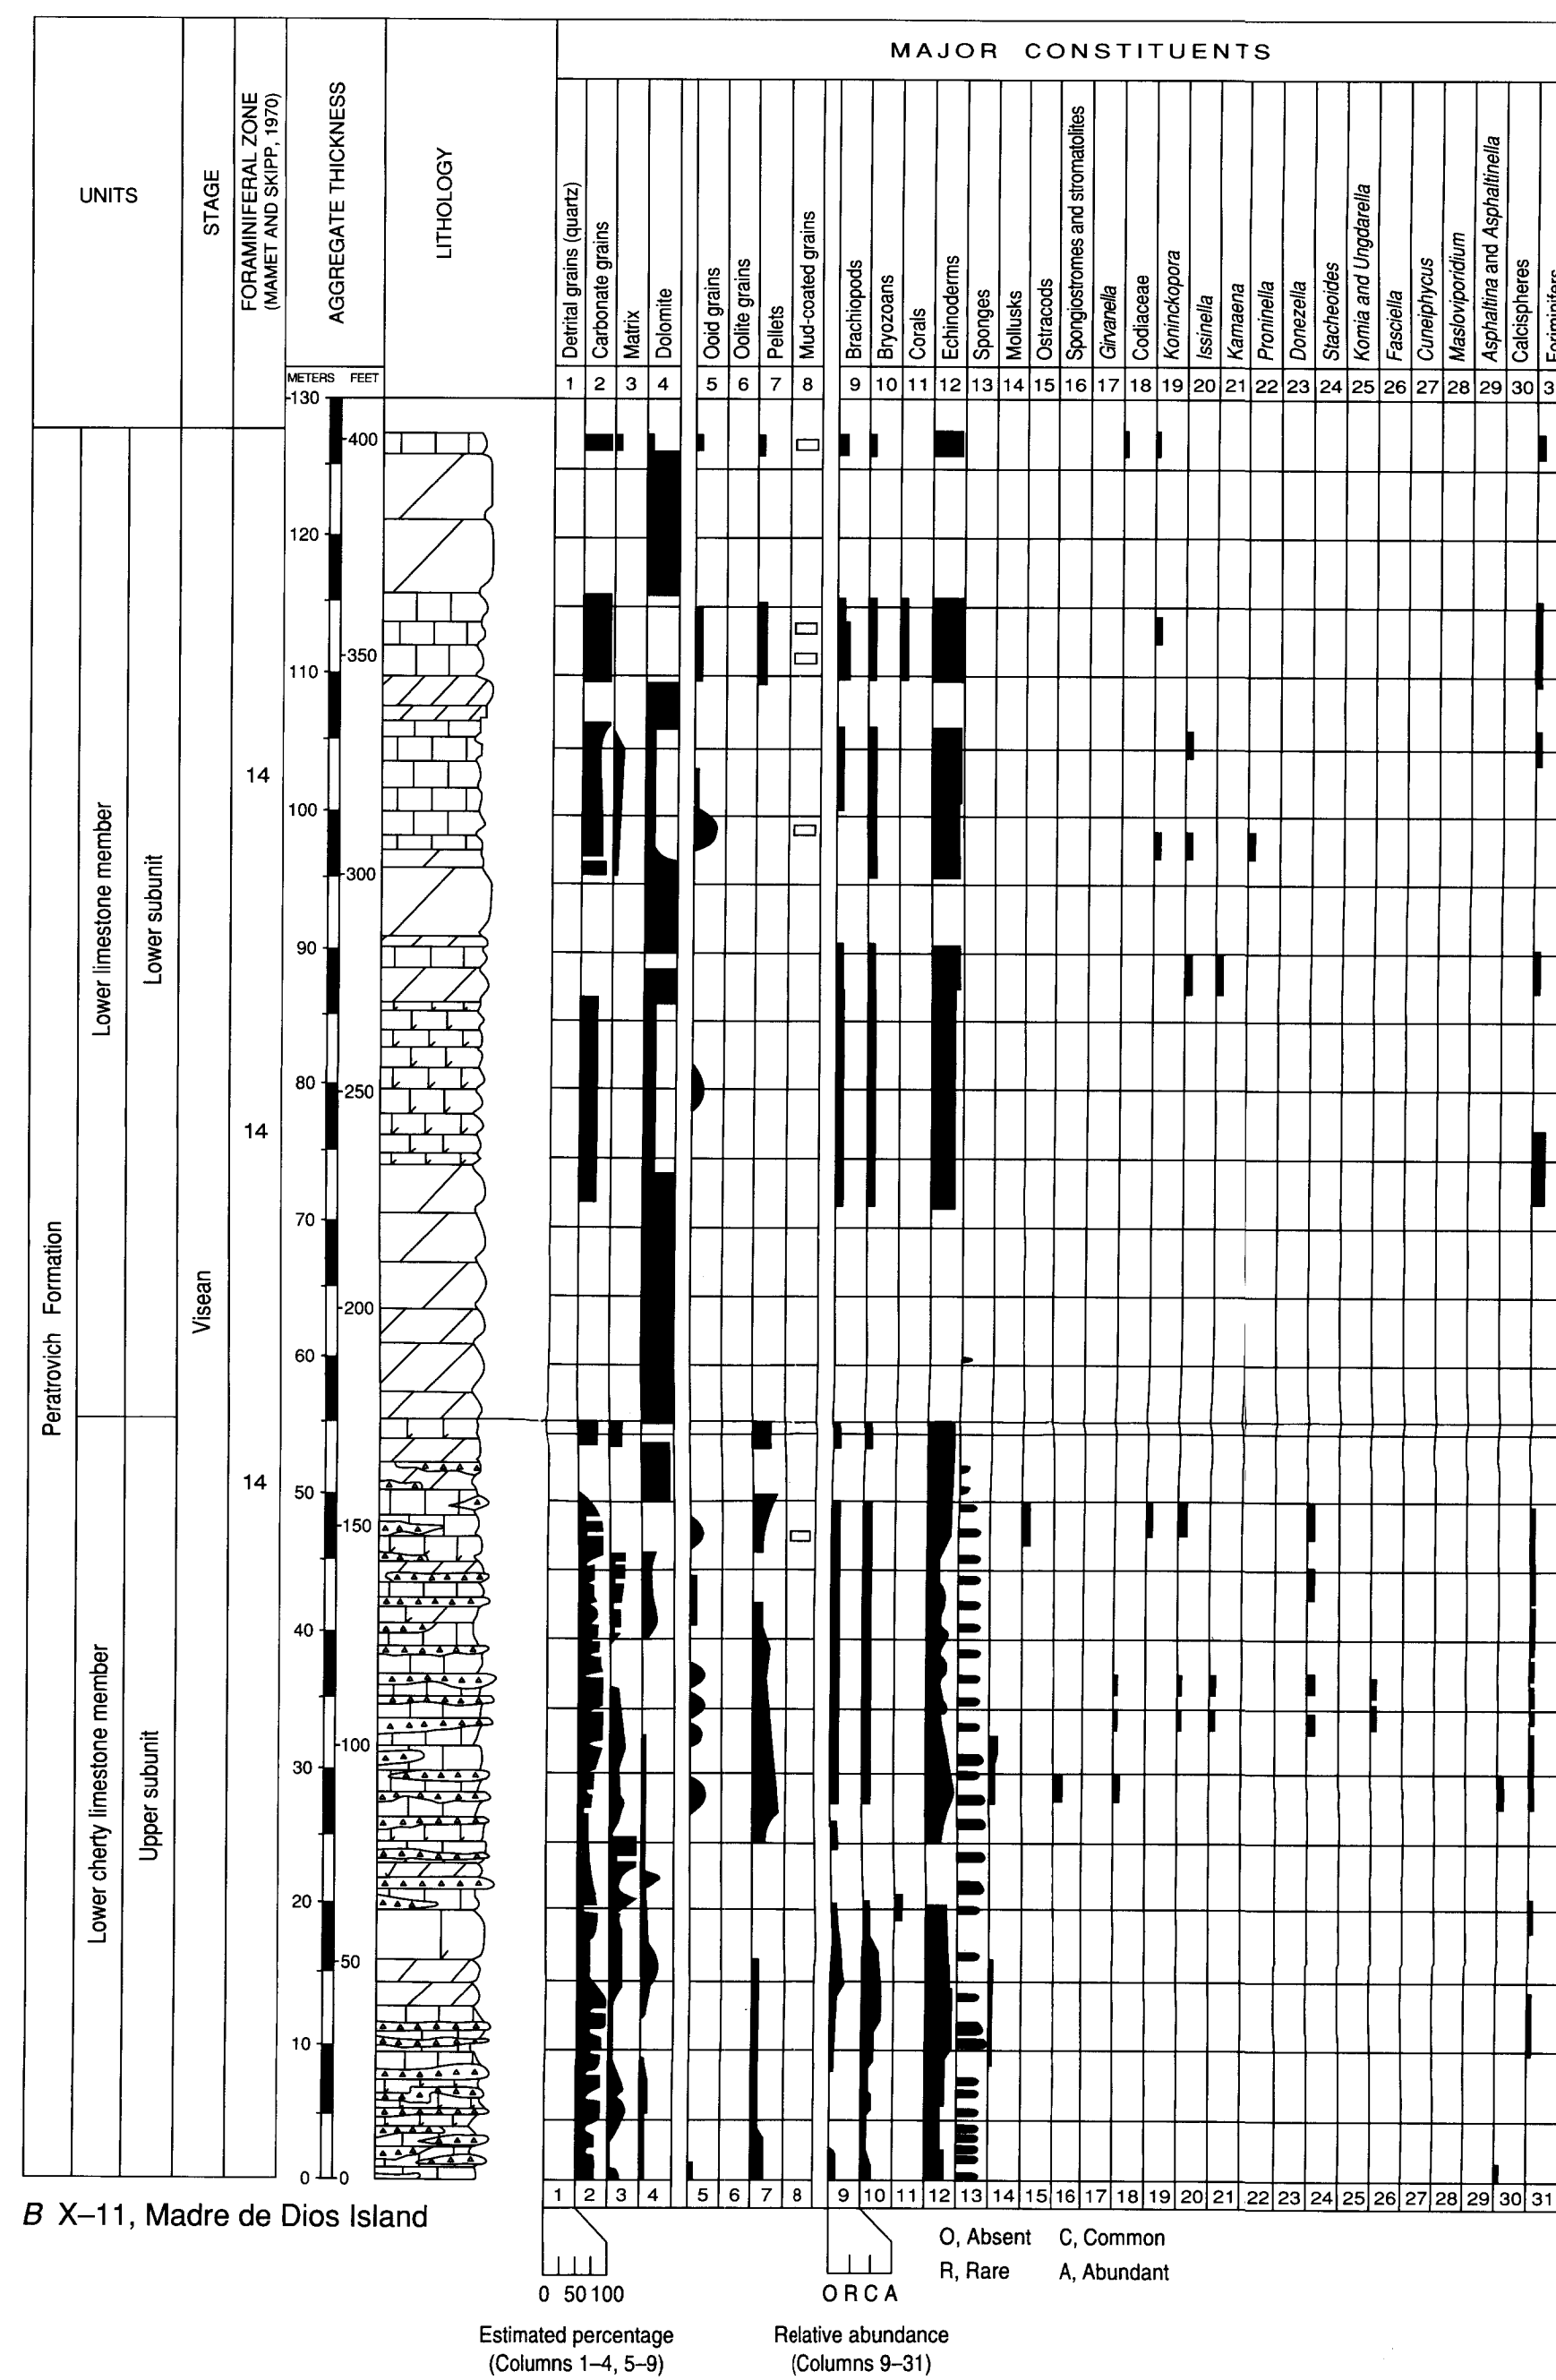 MAJOR CONSTITUENTS
UNITS
STAGE
FORAMINIFERAL ZONE
(MAMET AND SKIPP, 1970)
AGGREGATE THICKNESS
LITHOLOGY
Detrital grains (quartz)
Carbonate grains
Matrix
Dolomite
Ooid grains
Oolite grains
Pellets
Mud-coated grains
Brachiopods
Bryozoans
Corals
Echinoderms
Sponges
Mollusks
Ostracods
Spongiostromes and stromatolites
Girvanella
Codiaceae
Koninckopora
Issinella
Kamaena
Proninella
Donezella
Stacheoides
Komia and Ungdarella
Fasciella
Cuneiphycus
Masloviporidium
Asphaltina and Asphaltinella
Calcispheres
METERS FEET
1 2 3 4 5 6 7 8 9 10 11 12 13 14 15 16 17 18 19 20 21 22 23 24 25 26 27 28 29 30 3
130
400
120
350
110
14
100
300
90
80
250
14
70
200
60
14
50
150
40
100
30
20
50
10
0 0
Peratrovich Formation
Lower limestone member
Lower subunit
Visean
Lower cherty limestone member
Upper subunit
1 2 3 4 5 6 7 8 9 10 11 12 13 14 15 16 17 18 19 20 21 22 23 24 25 26 27 28 29 30 31
B X–11, Madre de Dios Island
O, Absent C, Common
R, Rare A, Abundant
0 50 100
O R C A
Estimated percentage
(Columns 1–4, 5–9)
Relative abundance
(Columns 9–31)